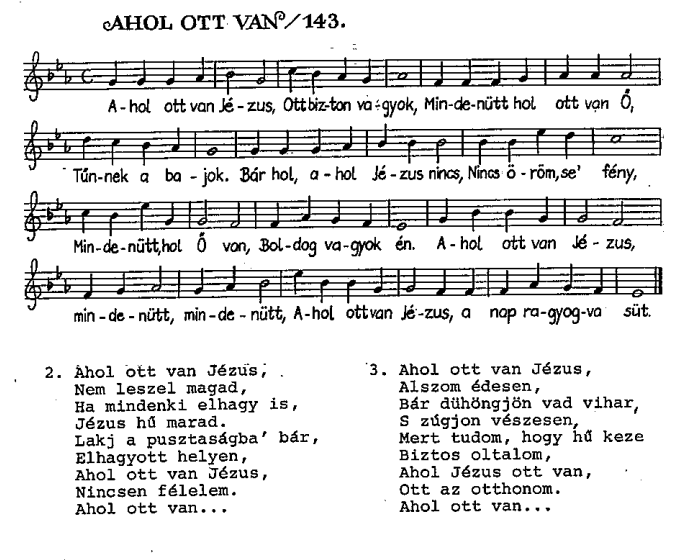 AHOL OTT VAN/143.
A-hol ott van Jé-zus, Ott biz-ton va-gyok, Min-de-nütt hol ott van Ő,
Tűn-nek a ba-jok. Bár hol, a-hol Jé-zus nincs, Nincs ö-röm, se' fény,
Min-de-nütt, hol Ő van, Bol-dog va-gyok én. A-hol ott van Jé-zus,
min-de-nütt, min-de-nütt, A-hol ott van Jé-zus, a nap ra-gyog-va süt.
2. Ahol ott van Jézus,
Nem leszel magad,
Ha mindenki elhagy is,
Jézus hű marad.
Lakj a pusztaságba' bár,
Elhagyott helyen,
Ahol ott van Jézus,
Nincsen félelem.
Ahol ott van...
3. Ahol ott van Jézus,
Alszom édesen,
Bár dühöngjön vad vihar,
S zúgjon vészesen,
Mert tudom, hogy hű keze
Biztos oltalom,
Ahol Jézus ott van,
Ott az otthonom.
Ahol ott van...